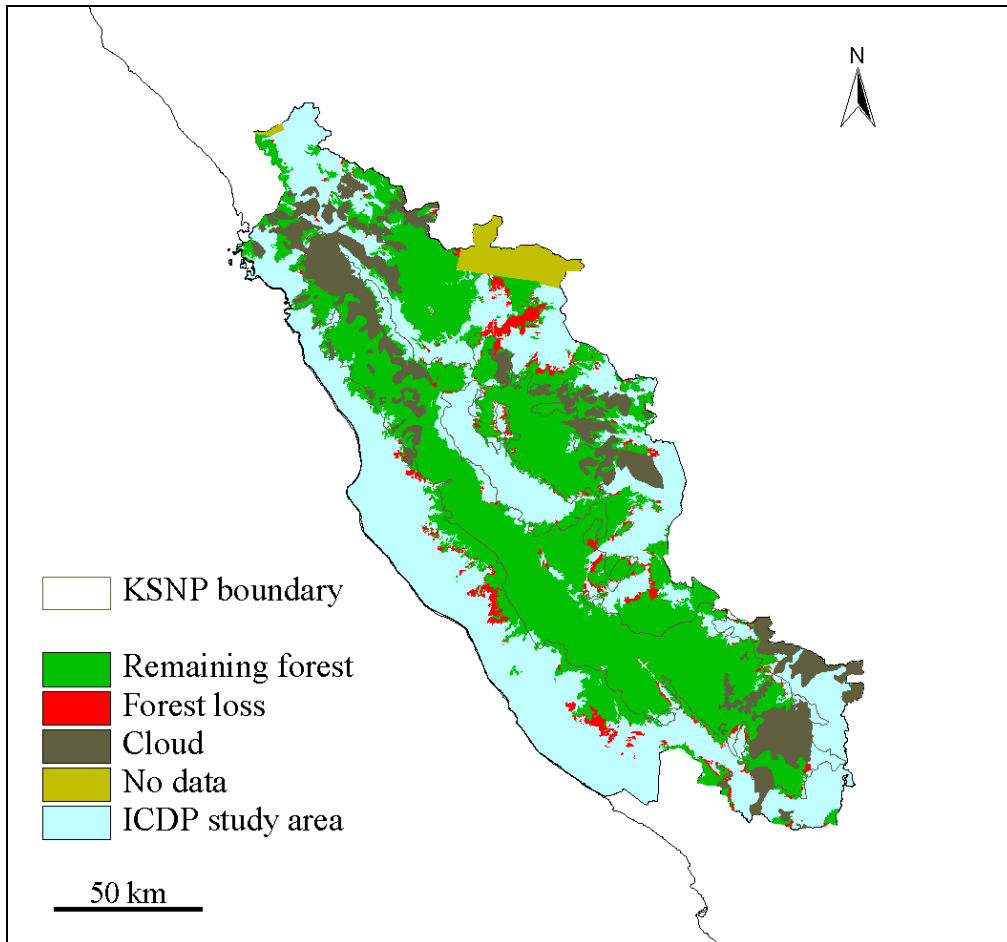 N
KSNP boundary
Remaining forest
Forest loss
Cloud
No data
ICDP study area
50 km